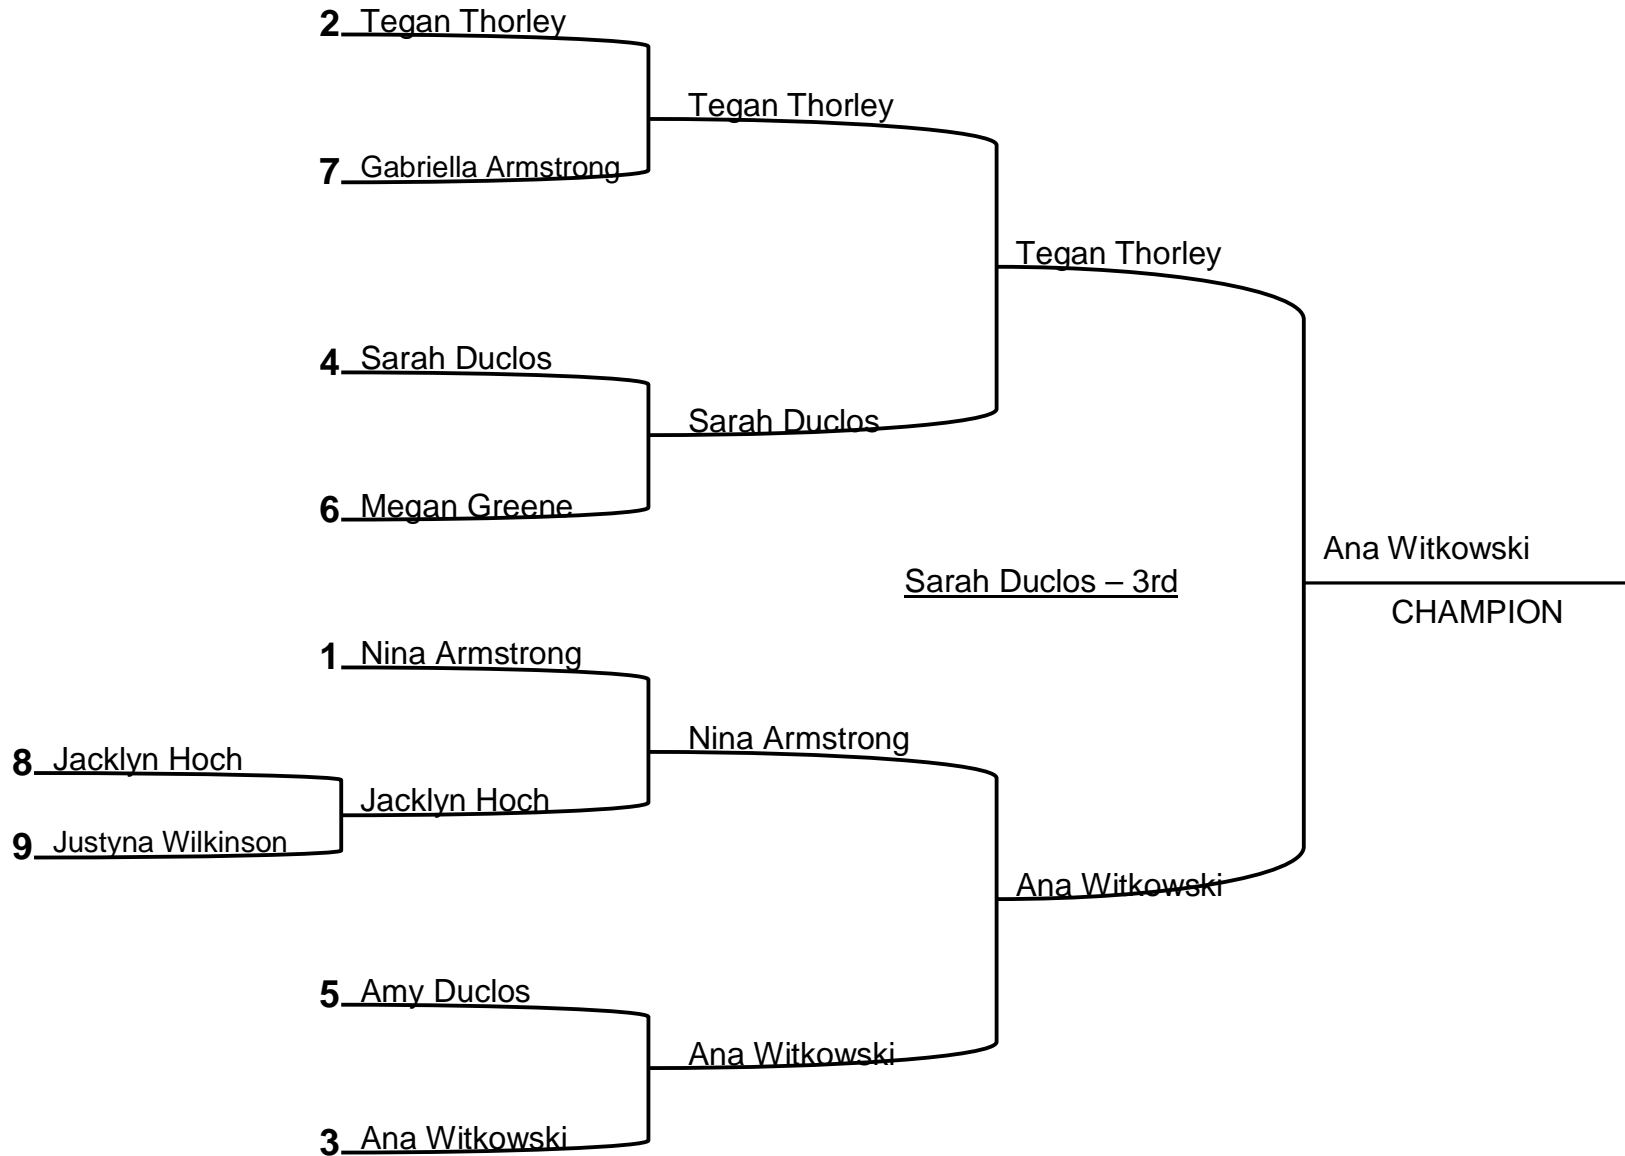 2 Tegan Thorley
Tegan Thorley
7 Gabriella Armstrong
Tegan Thorley
4 Sarah Duclos
Sarah Duclos
6 Megan Greene
Ana Witkowski
Sarah Duclos – 3rd
CHAMPION
1 Nina Armstrong
Nina Armstrong
8 Jacklyn Hoch
Jacklyn Hoch
9 Justyna Wilkinson
Ana Witkowski
5 Amy Duclos
Ana Witkowski
3 Ana Witkowski